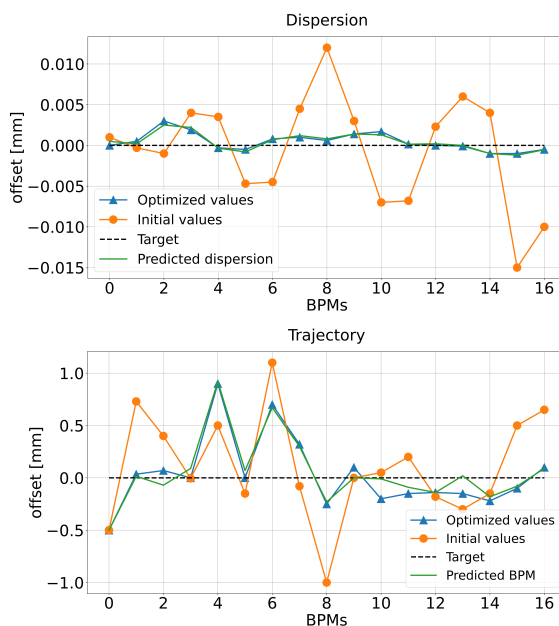 Dispersion
offset [mm]
0.010
0.005
0.000
−0.005
−0.010
−0.015
Optimized values
Initial values
Target
Predicted dispersion
0 2 4 6 8 10 12 14 16
BPMs
Trajectory
offset [mm]
1.0
0.5
0.0
−0.5
−1.0
Optimized values
Initial values
Target
Predicted BPM
0 2 4 6 8 10 12 14 16
BPMs